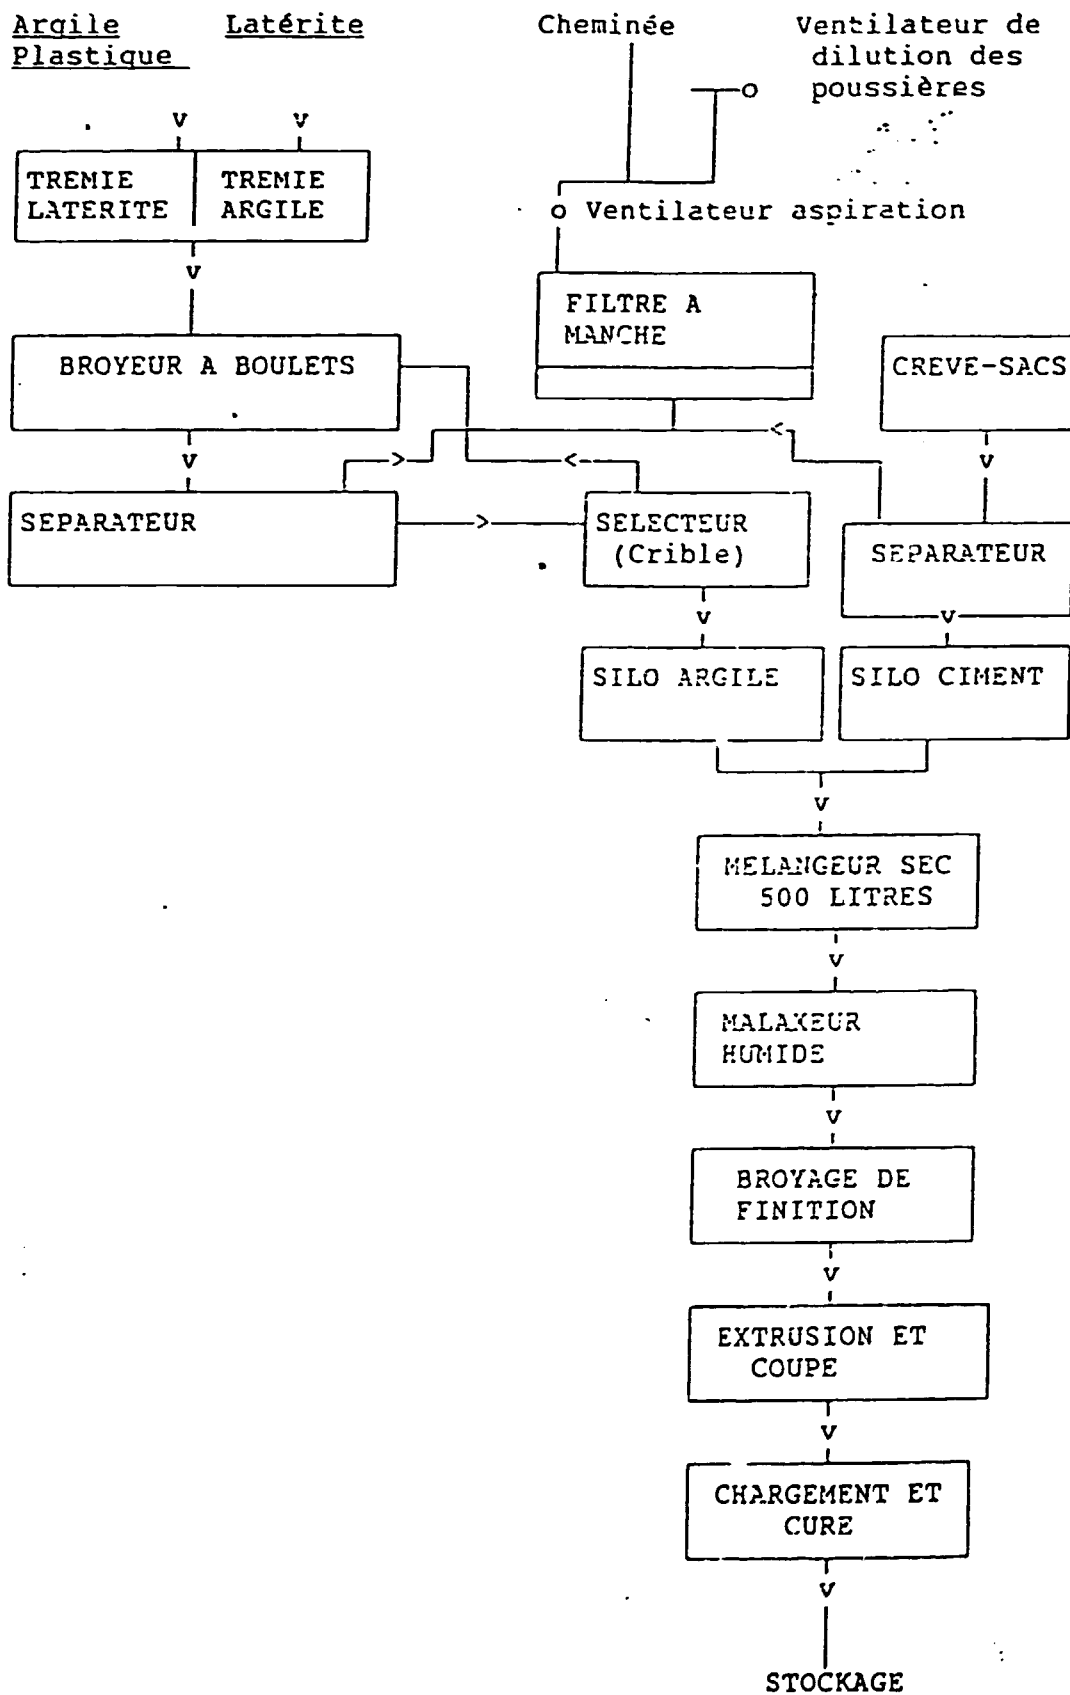 Argile Latérite Cheminée Ventilateur de
Plastique dilution des
poussières
TREMIE TREMIE
LATERITE ARGILE
Ventilateur aspiration
FILTRE A
MANCHE
BROYEUR A BOULETS
CREVE-SACS
SEPARATEUR
SELECTEUR
(Crible)
SEPARATEUR
SILO ARGILE
SILO CIMENT
MELANGEUR SEC
500 LITRES
MALAXEUR
HUMIDE
BROYAGE DE
FINITION
EXTRUSION ET
COUPE
CHARGEMENT ET
CURE
STOCKAGE